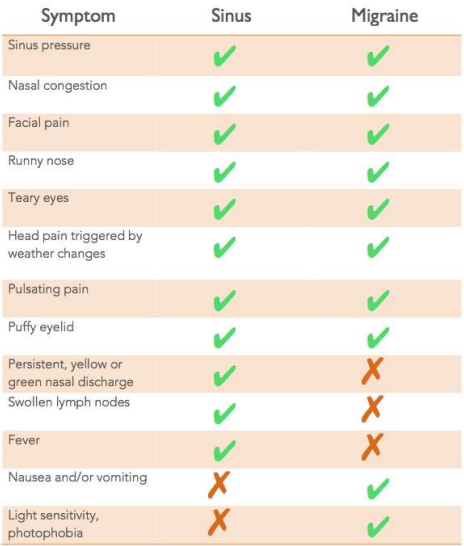 Symptom Sinus Migraine
Sinus pressure
Nasal congestion
Facial pain
Runny nose
Teary eyes
Head pain triggered by
weather changes
Pulsating pain
Puffy eyelid
Persistent, yellow or
green nasal discharge
Swollen lymph nodes
Fever
Nausea and/or vomiting
Light sensitivity,
photophobia